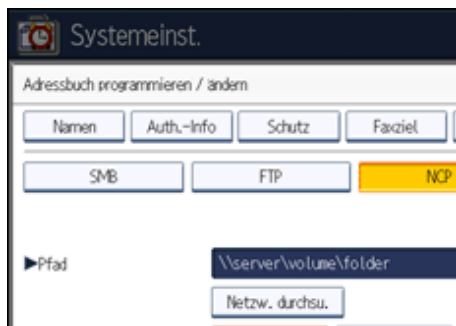 Systemeinst.
Adressbuch programmieren / ändern
Namen Auth.-Info Schutz Faxziel
SMB FTP NCP
▶Pfad \\server\volume\folder
Netzw. durchsu.